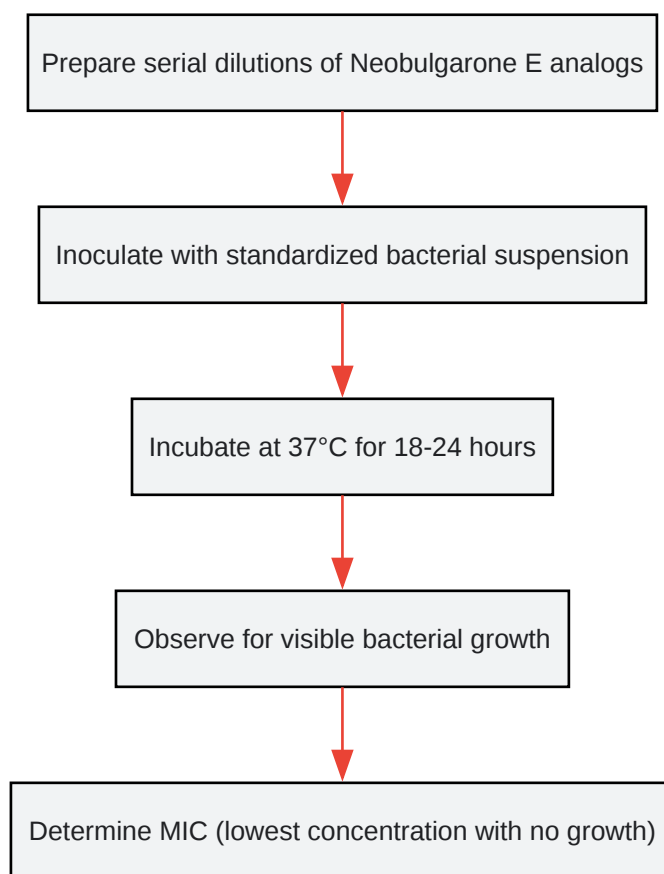 Prepare serial dilutions of Neobulgarone E analogs
Inoculate with standardized bacterial suspension
Incubate at 37°C for 18-24 hours
Observe for visible bacterial growth
Determine MIC (lowest concentration with no growth)